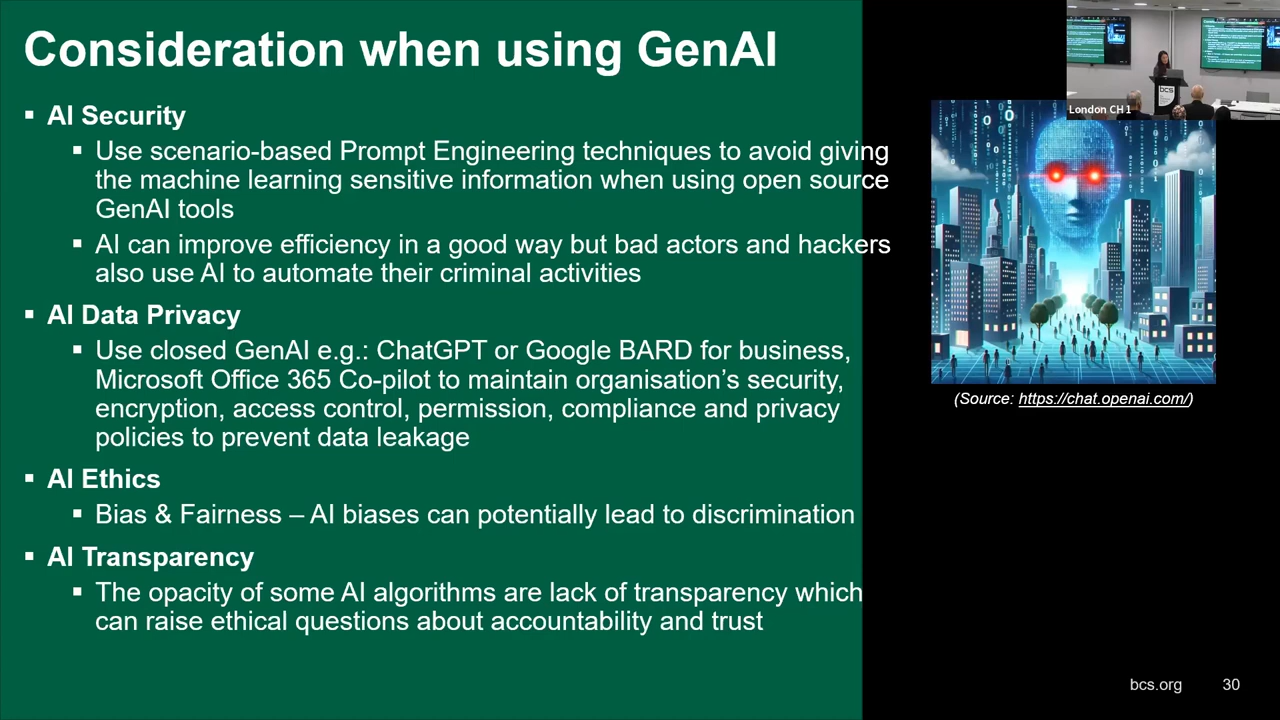 Consideration when using GenAI
▪ AI Security
▪ Use scenario-based Prompt Engineering techniques to avoid giving
the machine learning sensitive information when using open source
GenAI tools
▪ AI can improve efficiency in a good way but bad actors and hackers
also use AI to automate their criminal activities
▪ AI Data Privacy
▪ Use closed GenAI e.g.: ChatGPT or Google BARD for business,
Microsoft Office 365 Co-pilot to maintain organisation’s security,
encryption, access control, permission, compliance and privacy
policies to prevent data leakage
▪ AI Ethics
▪ Bias & Fairness – AI biases can potentially lead to discrimination
▪ AI Transparency
▪ The opacity of some AI algorithms are lack of transparency which
can raise ethical questions about accountability and trust
bcs
London CH 1
(Source: https://chat.openai.com/)
bcs.org 30